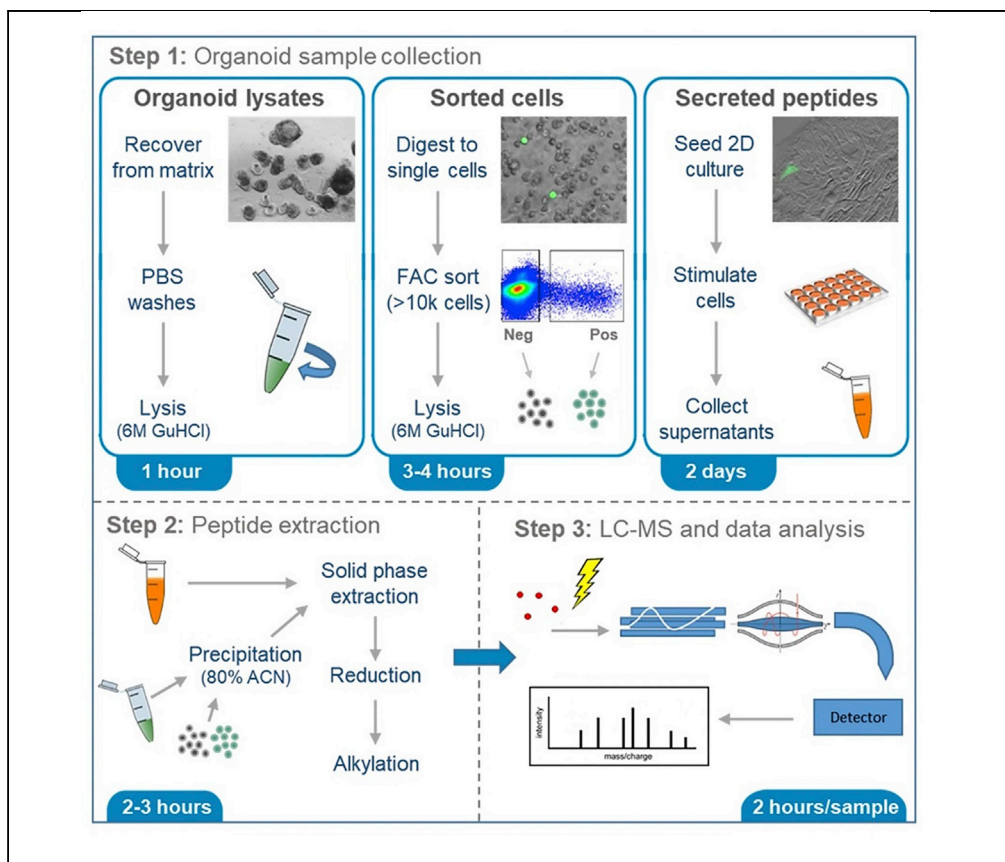 Step 1: Organoid sample collection
Organoid lysates
Recover
from matrix
PBS
washes
Lysis
(6M GuHCl)
1 hour
Sorted cells
Digest to
single cells
FAC sort
(>10k cells)
Neg
Pos
Lysis
(6M GuHCl)
3-4 hours
Secreted peptides
Seed 2D
culture
Stimulate
cells
Collect
supernatants
2 days
Step 2: Peptide extraction
Solid phase
extraction
Precipitation
(80% ACN)
Reduction
Alkylation
2-3 hours
Step 3: LC-MS and data analysis
Detector
intensity
mass/charge
2 hours/sample